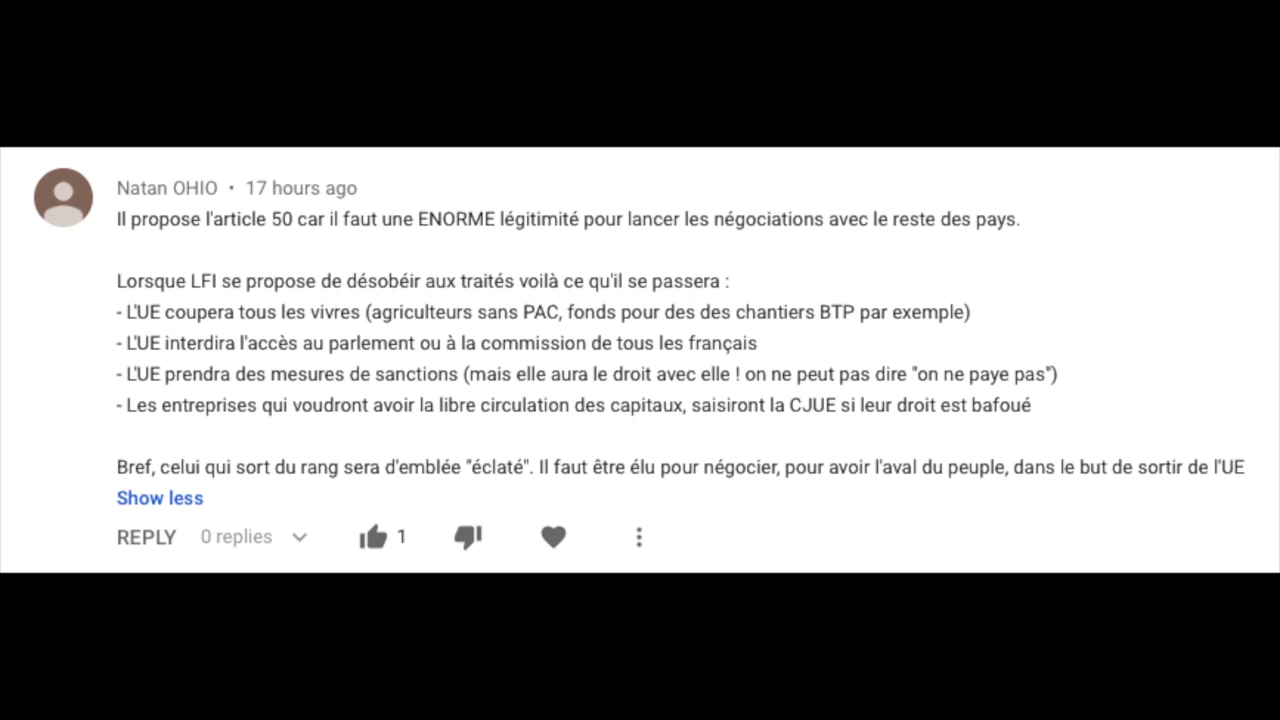 Natan OHIO • 17 hours ago
Il propose l'article 50 car il faut une ENORME légitimité pour lancer les négociations avec le reste des pays.
Lorsque LFI se propose de désobéir aux traités voilà ce qu'il se passera :
- L'UE coupera tous les vivres (agriculteurs sans PAC, fonds pour des des chantiers BTP par exemple)
- L'UE interdira l'accès au parlement ou à la commission de tous les français
- L'UE prendra des mesures de sanctions (mais elle aura le droit avec elle ! on ne peut pas dire "on ne paye pas")
- Les entreprises qui voudront avoir la libre circulation des capitaux, saisiront la CJUE si leur droit est bafoué
Bref, celui qui sort du rang sera d'emblée "éclaté". Il faut être élu pour négocier, pour avoir l'aval du peuple, dans le but de sortir de l'UE
Show less
REPLY 0 replies 1